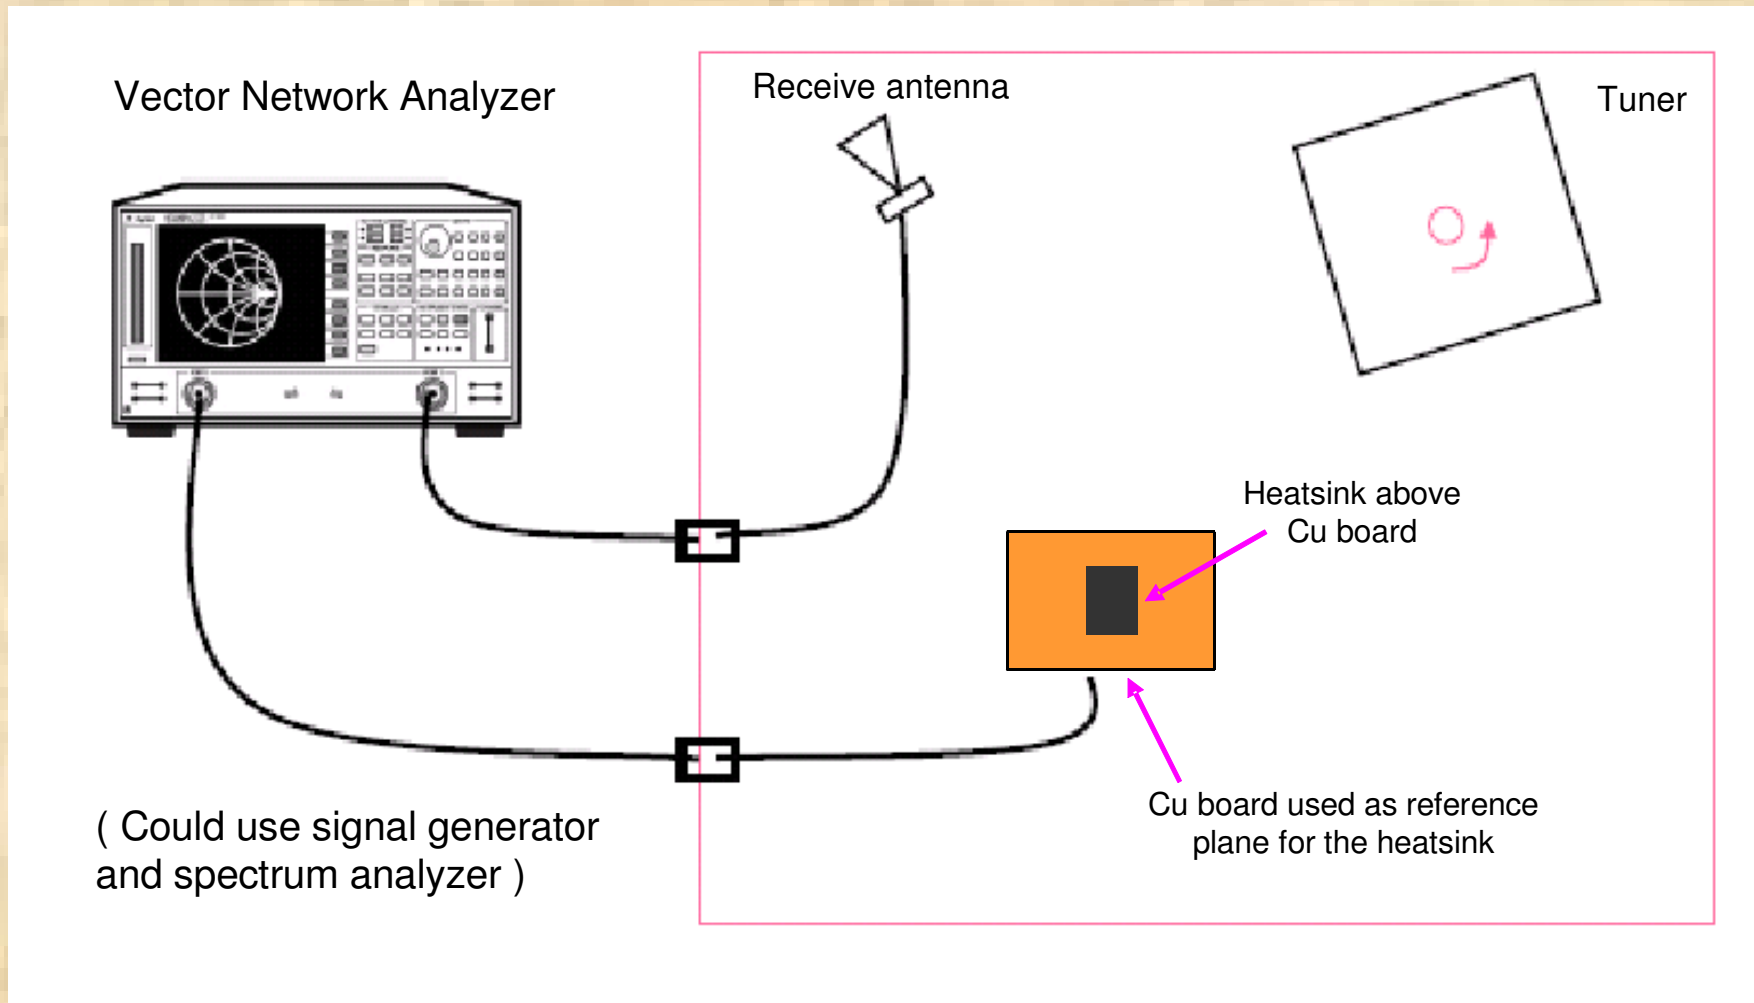 Vector Network Analyzer
Receive antenna
Tuner
Heatsink above
Cu board
Cu board used as reference
plane for the heatsink
( Could use signal generator
and spectrum analyzer )